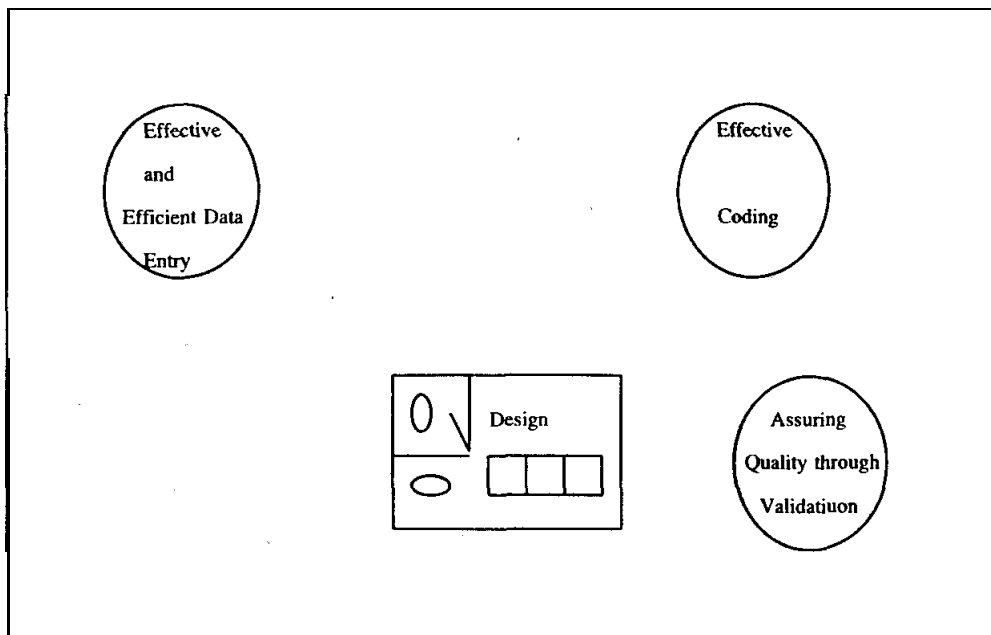 Effective
and
Efficient Data
Entry
Effective
Coding
Design
Assuring
Quality through
Validatiuon